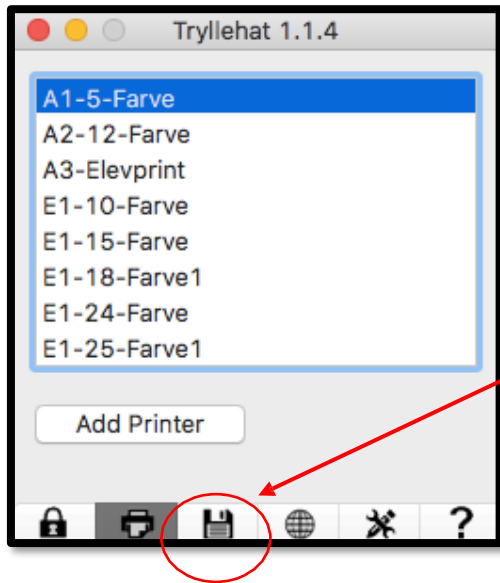 Tryllehat 1.1.4
A1-5-Farve
A2-12-Farve
A3-Elevprint
E1-10-Farve
E1-15-Farve
E1-18-Farve1
E1-24-Farve
E1-25-Farve1
Add Printer
?